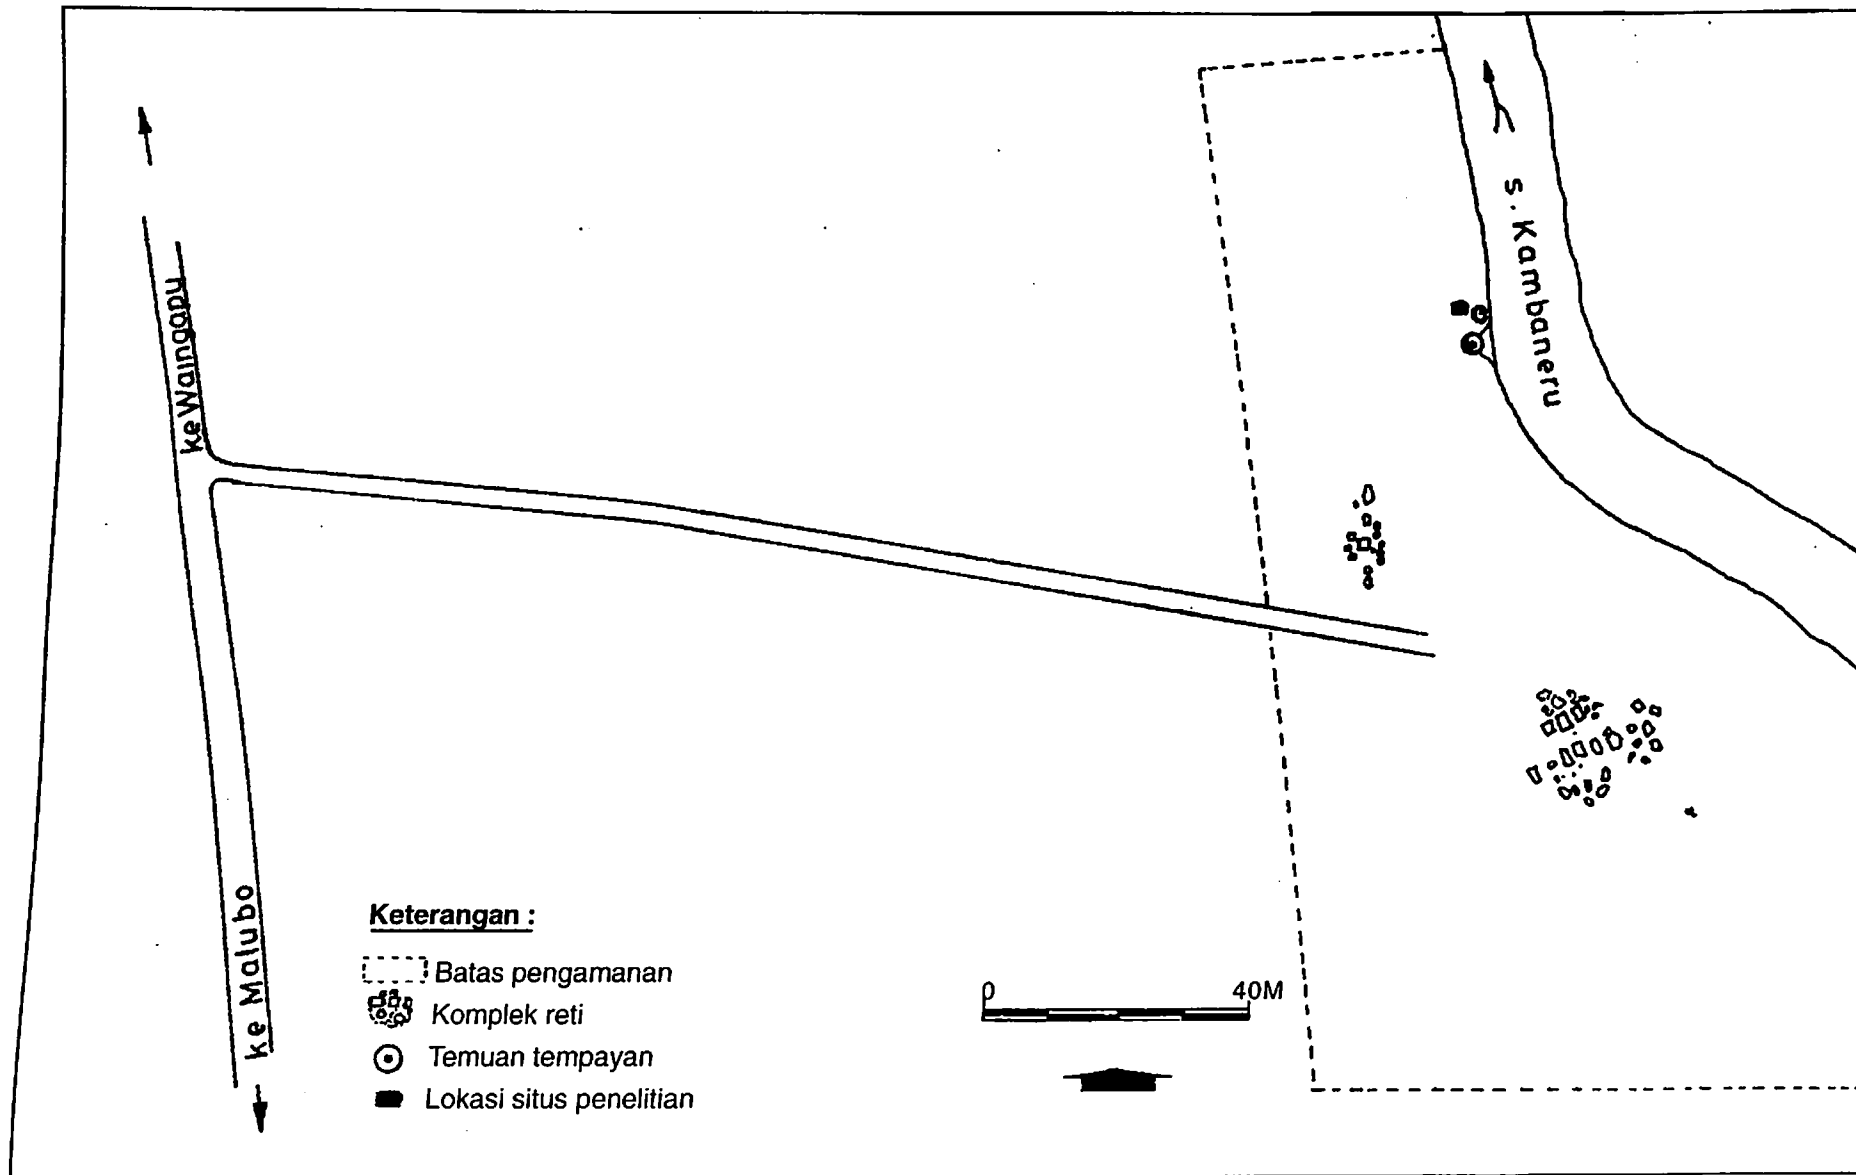 ke Waingapu
s. Kambaneru
ke Malubo
Keterangan :
Batas pengamanan
Komplek reti
Temuan tempayan
Lokasi situs penelitian
0 40M